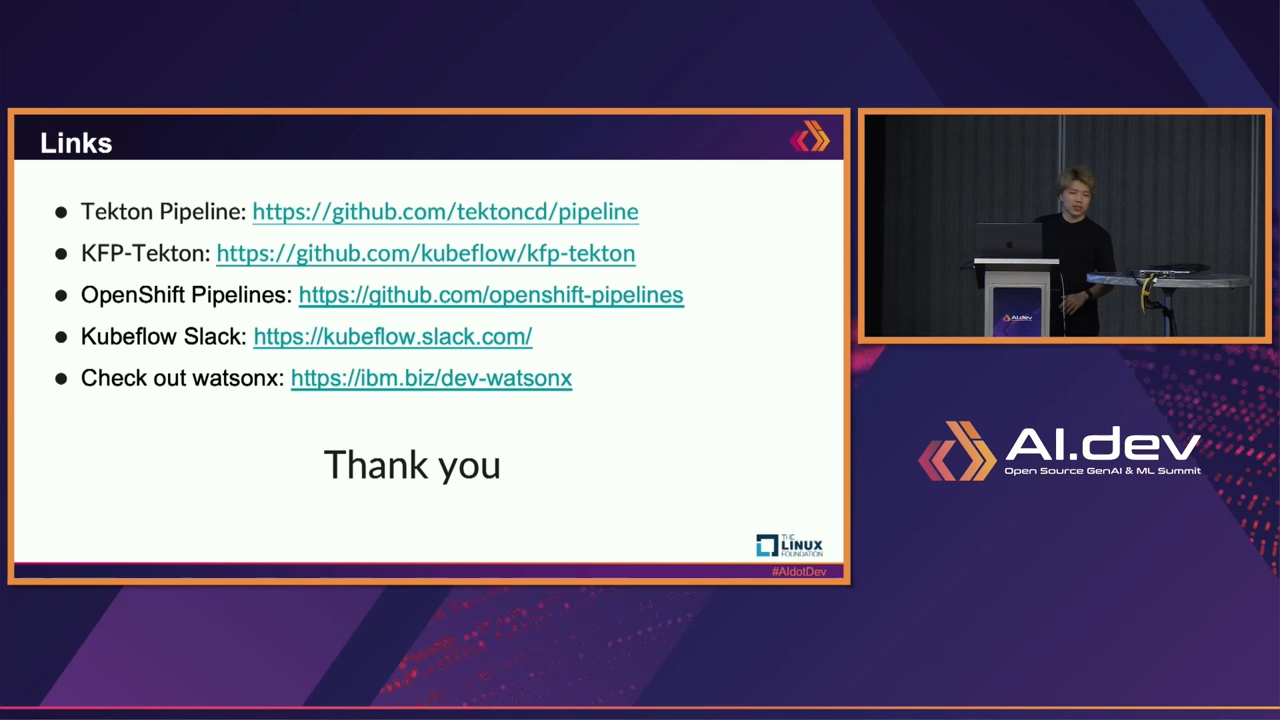 Links
● Tekton Pipeline: https://github.com/tektoncd/pipeline
● KFP-Tekton: https://github.com/kubeflow/kfp-tekton
● OpenShift Pipelines: https://github.com/openshift-pipelines
● Kubeflow Slack: https://kubeflow.slack.com/
● Check out watsonx: https://ibm.biz/dev-watsonx
Thank you
THE
LINUX
FOUNDATION
#AIdotDev
AI.dev
AI.dev
Open Source GenAI & ML Summit